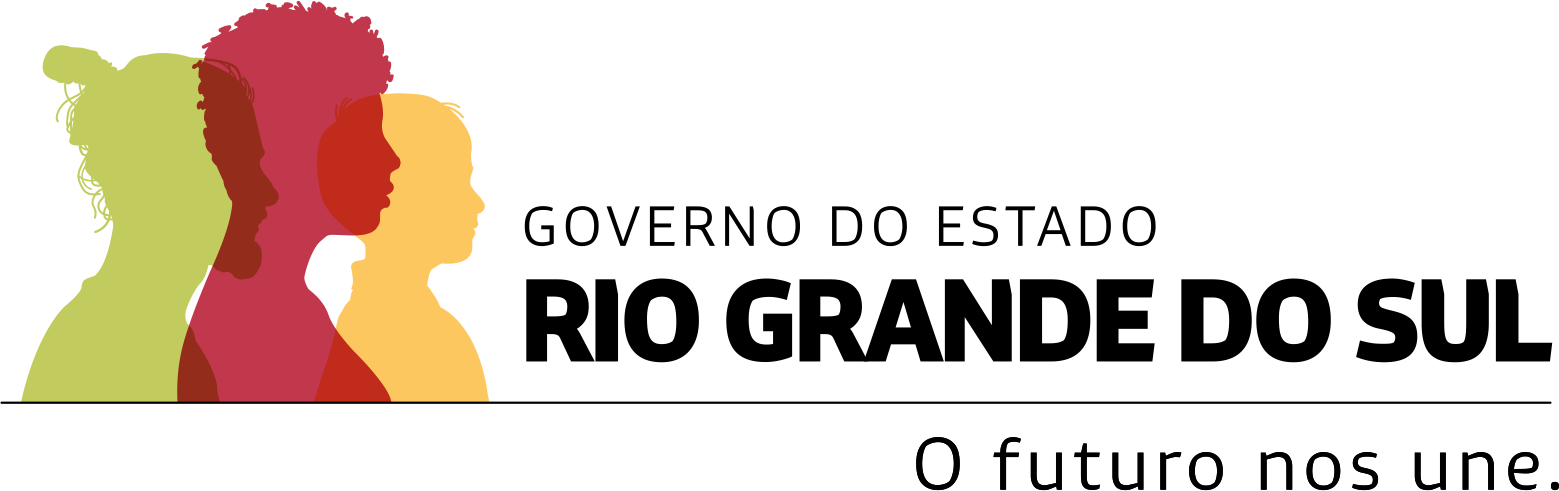 GOVERNO DO ESTADO
RIO GRANDE DO SUL
O futuro nos une.